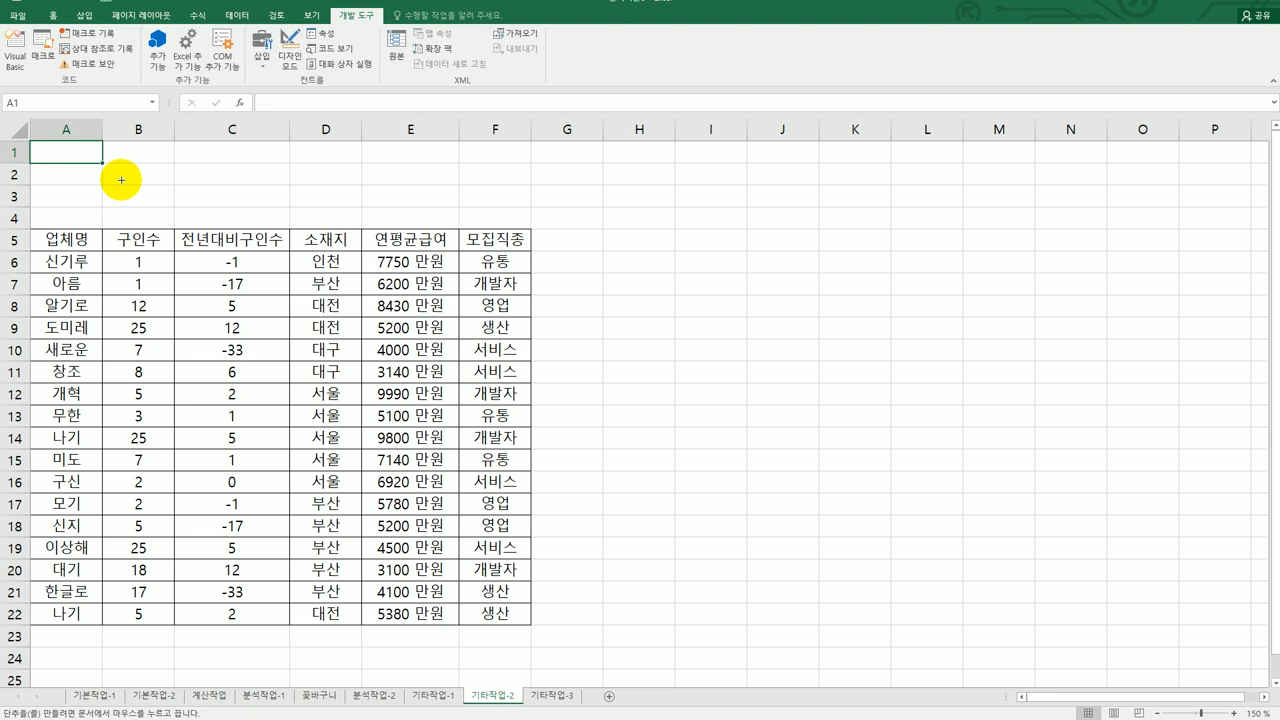 파일 홈 삽입 페이지 레이아웃 수식 데이터 검토 보기 개발 도구 수행할 작업을 알려 주세요. 공유
Visual Basic 매크로 매크로 기록 상대 참조로 기록 매크로 보안 코드
추가 기능 Excel 추가 기능 COM 추가 기능 추가 기능
삽입 디자인 모드 속성 코드 보기 대화 상자 실행 컨트롤
원본 맵 속성 확장 팩 데이터 새로 고침 가져오기 내보내기 XML
A1 fx
A B C D E F G H I J K L M N O P
1
2
3
4
5 업체명 구인수 전년대비구인수 소재지 연평균급여 모집직종
6 신기루 1 -1 인천 7750 만원 유통
7 아름 1 -17 부산 6200 만원 개발자
8 알기로 12 5 대전 8430 만원 영업
9 도미레 25 12 대전 5200 만원 생산
10 새로운 7 -33 대구 4000 만원 서비스
11 창조 8 6 대구 3140 만원 서비스
12 개혁 5 2 서울 9990 만원 개발자
13 무한 3 1 서울 5100 만원 유통
14 나기 25 5 서울 9800 만원 개발자
15 미도 7 1 서울 7140 만원 유통
16 구신 2 0 서울 6920 만원 서비스
17 모기 2 -1 부산 5780 만원 영업
18 신지 5 -17 부산 5200 만원 영업
19 이상해 25 5 부산 4500 만원 서비스
20 대기 18 12 부산 3100 만원 개발자
21 한글로 17 -33 부산 4100 만원 생산
22 나기 5 2 대전 5380 만원 생산
23
24
25
기본작업-1 기본작업-2 계산작업 분석작업-1 꽃바구니 분석작업-2 기타작업-1 기타작업-2 기타작업-3
단추을(를) 만들려면 문서에서 마우스를 누르고 끕니다. 150 %